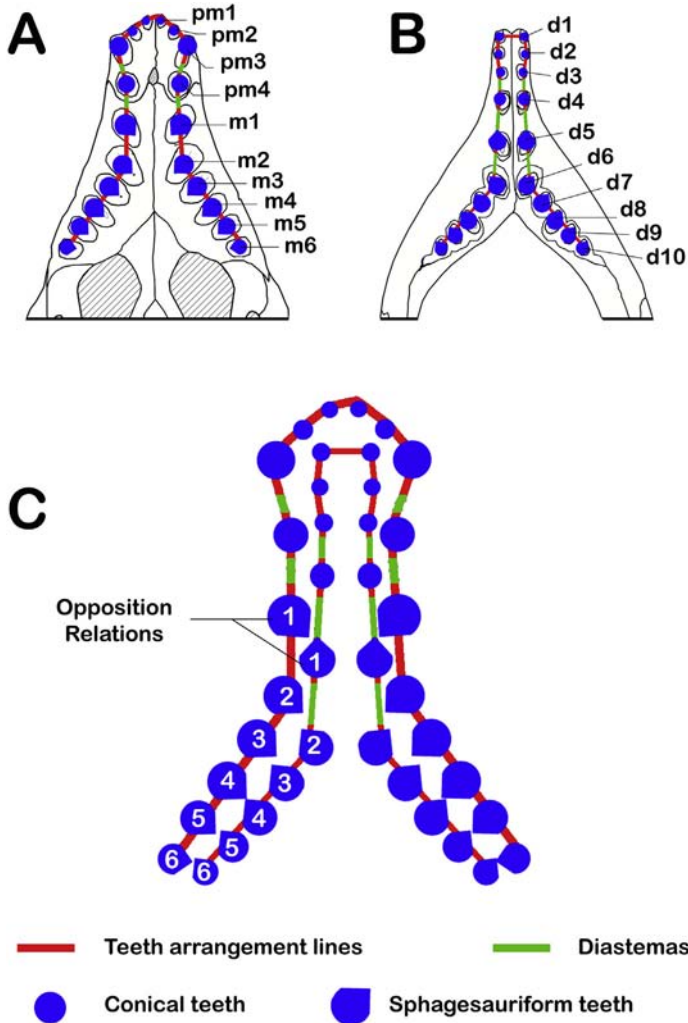 A
pm1
pm2
pm3
pm4
m1
m2
m3
m4
m5
m6
B
d1
d2
d3
d4
d5
d6
d7
d8
d9
d10
C
Opposition
Relations
1
1
2
2
3
3
4
4
5
5
6
6
Teeth arrangement lines
Diastemas
Conical teeth
Sphagesauriform teeth